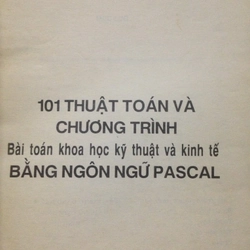 101 THUẬT TOÁN VÀ
CHƯƠNG TRÌNH
Bài toán khoa học kỹ thuật và kinh tế
BẰNG NGÔN NGỮ PASCAL